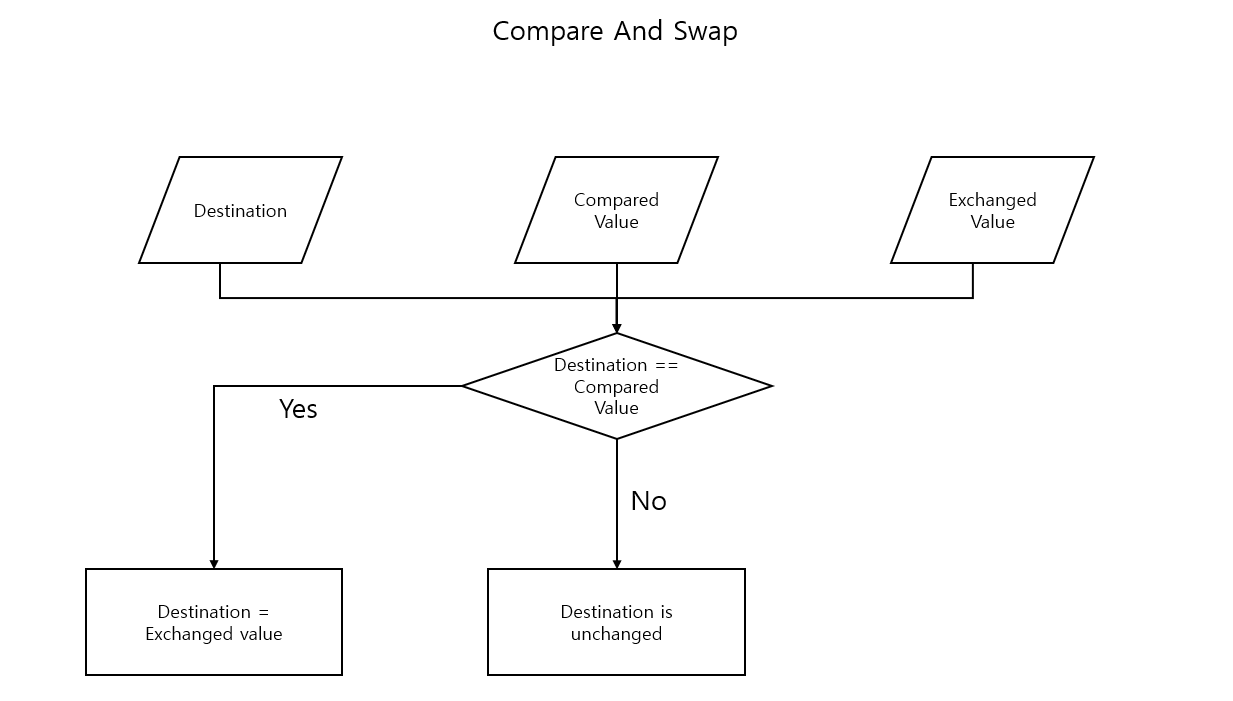 Compare And Swap
Destination
Compared
Value
Exchanged
Value
Destination ==
Compared
Value
Yes
No
Destination =
Exchanged value
Destination is
unchanged